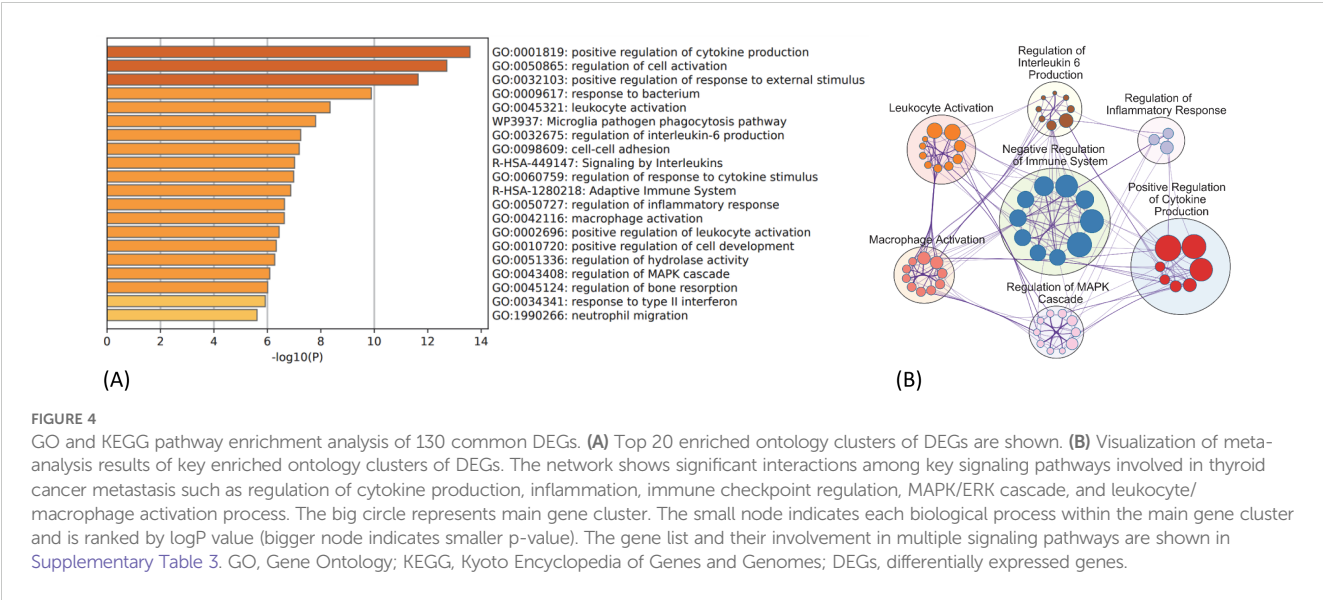 GO:0001819: positive regulation of cytokine production
GO:0050865: regulation of cell activation
GO:0032103: positive regulation of response to external stimulus
GO:0009617: response to bacterium
GO:0045321: leukocyte activation
WP3937: Microglia pathogen phagocytosis pathway
GO:0032675: regulation of interleukin-6 production
GO:0098609: cell-cell adhesion
R-HSA-449147: Signaling by Interleukins
GO:0060759: regulation of response to cytokine stimulus
R-HSA-1280218: Adaptive Immune System
GO:0050727: regulation of inflammatory response
GO:0042116: macrophage activation
GO:0002696: positive regulation of leukocyte activation
GO:0010720: positive regulation of cell development
GO:0051336: regulation of hydrolase activity
GO:0043408: regulation of MAPK cascade
GO:0045124: regulation of bone resorption
GO:0034341: response to type II interferon
GO:1990266: neutrophil migration
0 2 4 6 8 10 12 14
-log10(P)
(A)
Regulation of
Interleukin 6
Production
Leukocyte Activation
Regulation of
Inflammatory Response
Negative Regulation
of Immune System
Positive Regulation
of Cytokine
Production
Macrophage Activation
Regulation of MAPK
Cascade
(B)
FIGURE 4
GO and KEGG pathway enrichment analysis of 130 common DEGs. (A) Top 20 enriched ontology clusters of DEGs are shown. (B) Visualization of meta-
analysis results of key enriched ontology clusters of DEGs. The network shows significant interactions among key signaling pathways involved in thyroid
cancer metastasis such as regulation of cytokine production, inflammation, immune checkpoint regulation, MAPK/ERK cascade, and leukocyte/
macrophage activation process. The big circle represents main gene cluster. The small node indicates each biological process within the main gene cluster
and is ranked by logP value (bigger node indicates smaller p-value). The gene list and their involvement in multiple signaling pathways are shown in
Supplementary Table 3. GO, Gene Ontology; KEGG, Kyoto Encyclopedia of Genes and Genomes; DEGs, differentially expressed genes.